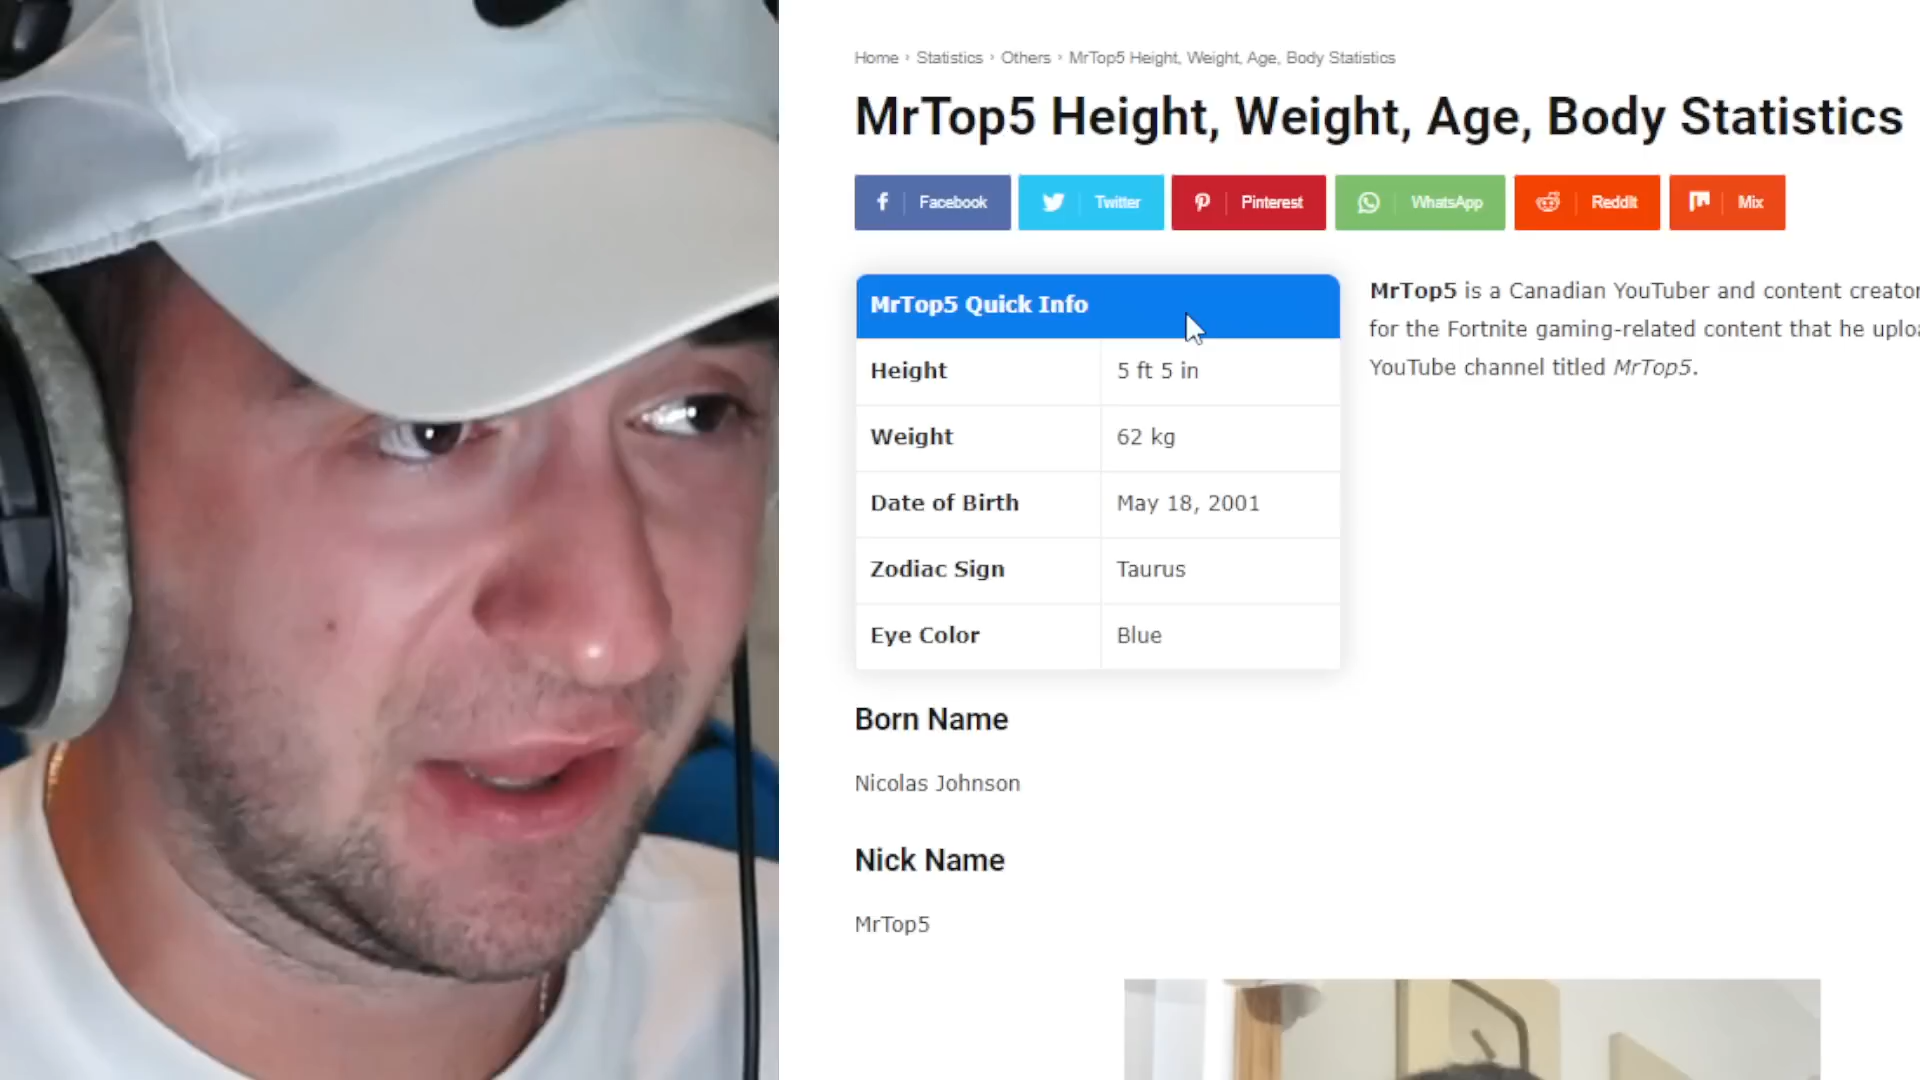 Home › Statistics › Others › MrTop5 Height, Weight, Age, Body Statistics
MrTop5 Height, Weight, Age, Body Statistics
Facebook Twitter Pinterest WhatsApp ReddIt Mix
MrTop5 Quick Info
Height 5 ft 5 in
Weight 62 kg
Date of Birth May 18, 2001
Zodiac Sign Taurus
Eye Color Blue
MrTop5 is a Canadian YouTuber and content creator
for the Fortnite gaming-related content that he
YouTube channel titled MrTop5.
Born Name
Nicolas Johnson
Nick Name
MrTop5